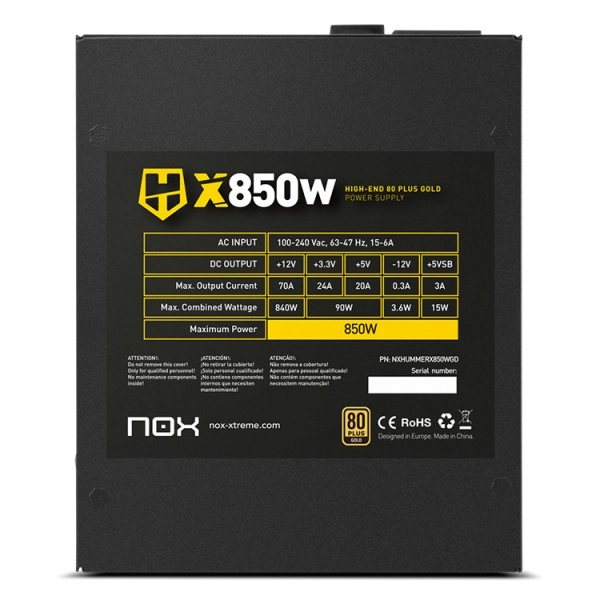 X850W
HIGH-END 80 PLUS GOLD
POWER SUPPLY
AC INPUT 100-240 Vac, 63-47 Hz, 15-6A
DC OUTPUT +12V +3.3V +5V -12V +5VSB
Max. Output Current 70A 24A 20A 0.3A 3A
Max. Combined Wattage 840W 90W 3.6W 15W
Maximum Power 850W
ATTENTION!:
Do not remove this cover!
Only for qualified personnel!
No maintenance components
inside!
¡ATENCIÓN!:
¡No retirar la cubierta!
¡Solo personal cualificado!
¡No contiene componentes
internos que necesiten
mantenimiento!
ATENÇÃO!:
Não remova a cobertura!
Apenas para pessoal qualificado!
Não contém componentes que
necessitem manutenção!
PN: NXHUMMERX850WGD
Serial number:
nox
nox-xtreme.com
80
PLUS
GOLD
CE RoHS
Designed in Europe. Made in China.